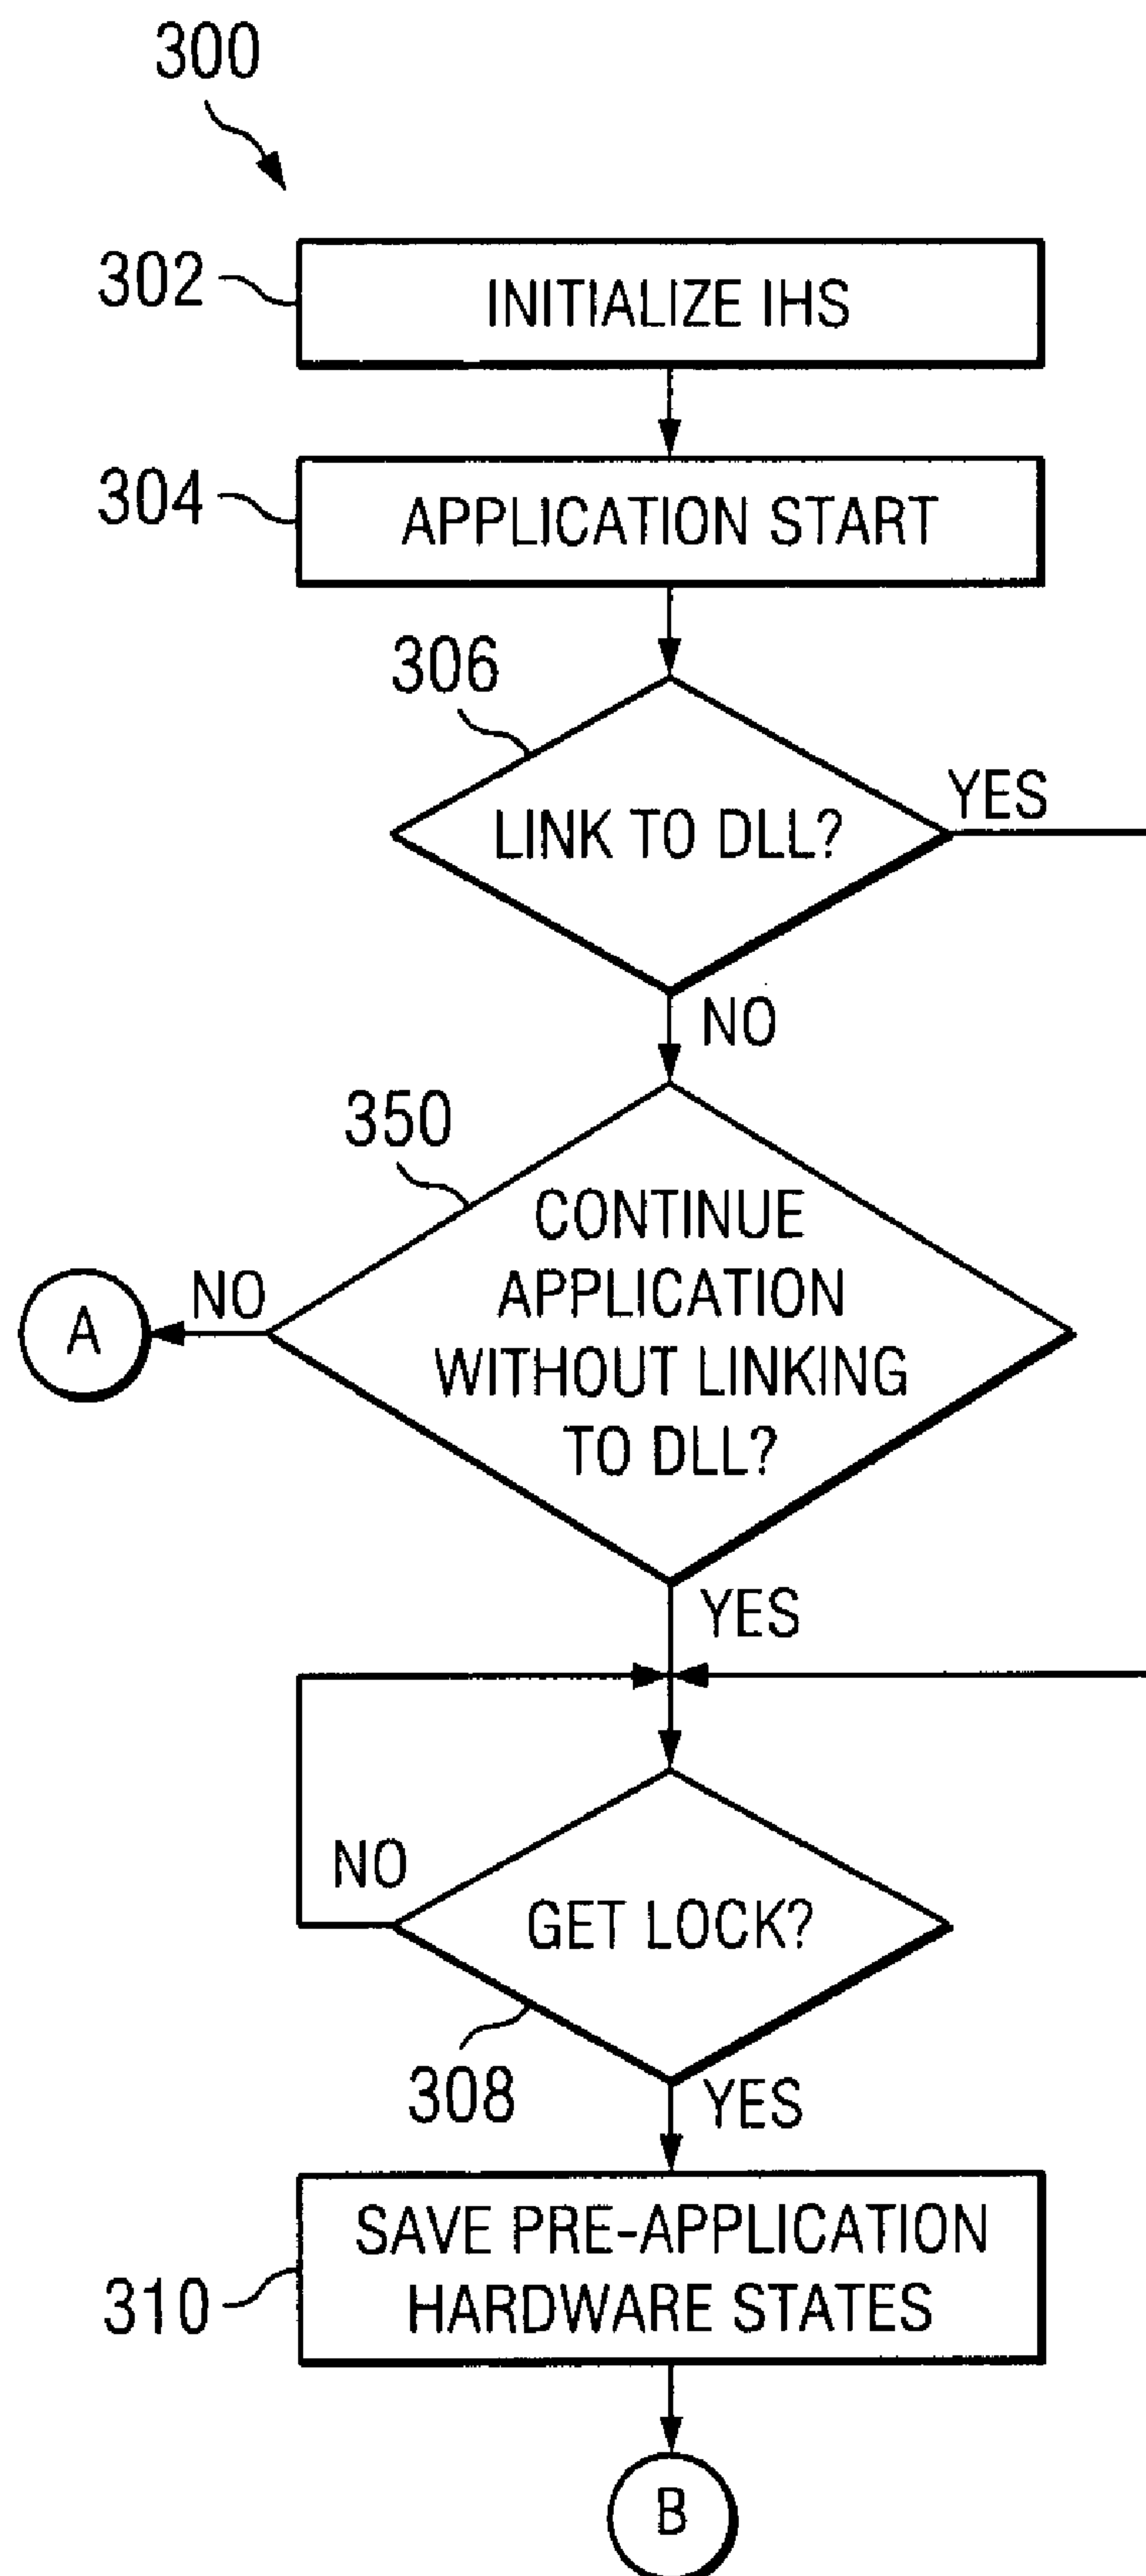 300
302
INITIALIZE IHS
304
APPLICATION START
306
LINK TO DLL?
YES
NO
350
CONTINUE
APPLICATION
WITHOUT LINKING
TO DLL?
NO
A
YES
NO
GET LOCK?
308
YES
SAVE PRE-APPLICATION
HARDWARE STATES
310
B